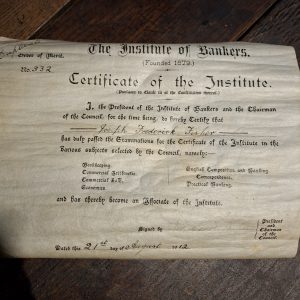 Order of Merit.
No. 332
The Institute of Bankers.
(Founded 1879.)
Certificate of the Institute.
I, the President of the Institute of Bankers and the Chairman
of the Council, for the time being, do hereby Certify that
Joseph Frederick
has duly passed the Examinations for the Certificate of the Institute in the
various subjects selected by the Council, namely:
Bookkeeping
Commercial Arithmetic
Commercial Law
Economics
English Composition and Banking
Correspondence.
Practical Banking.
and has thereby become an Associate of the Institute.
Signed by
President
and
Chairman
of the
Council.
Dated this 21st day of August 1912